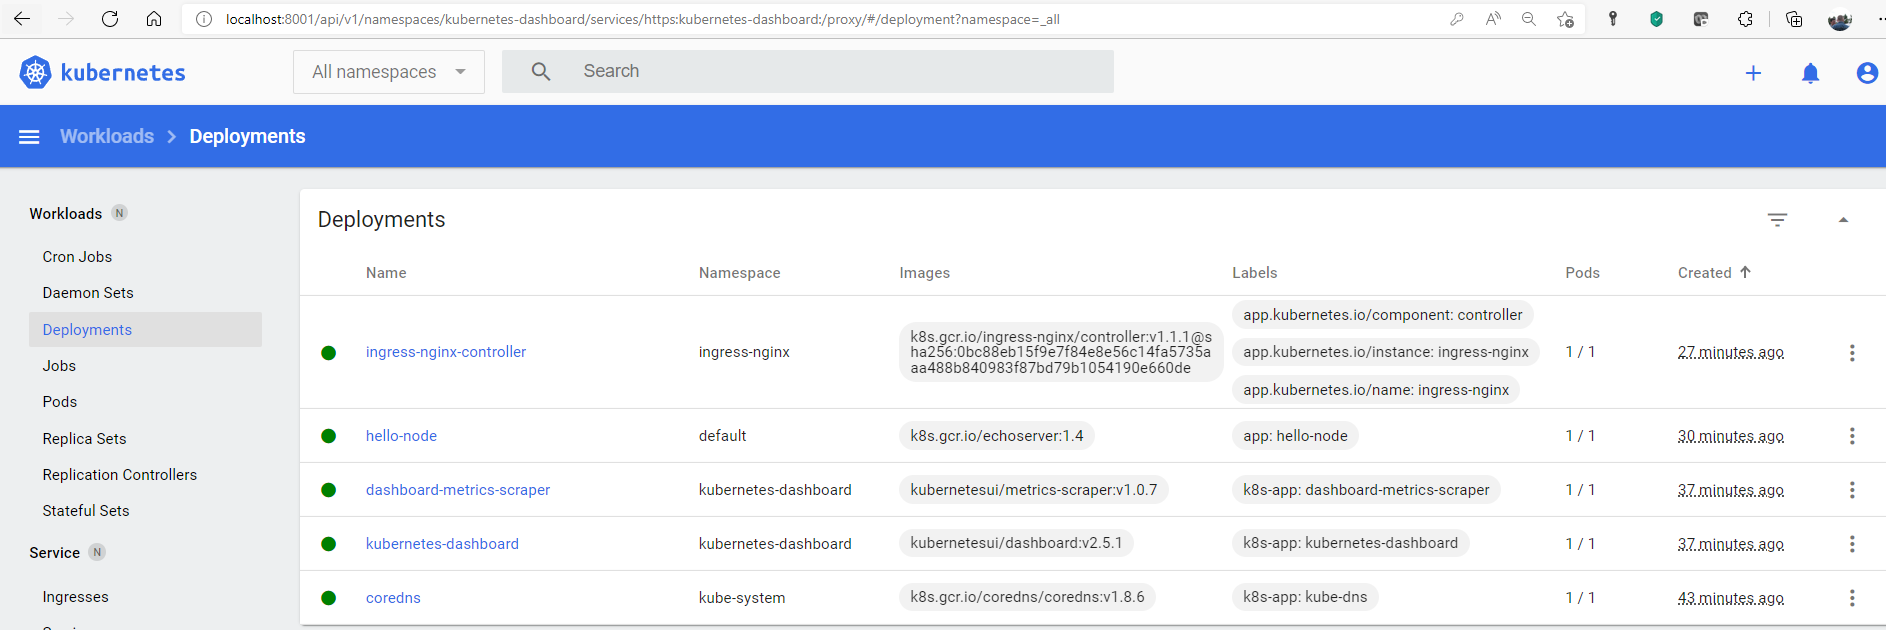 localhost:8001/api/v1/namespaces/kubernetes-dashboard/services/https:kubernetes-dashboard:/proxy/#/deployment?namespace=_all
kubernetes
All namespaces
Search
Workloads > Deployments
Workloads N
Cron Jobs
Daemon Sets
Deployments
Jobs
Pods
Replica Sets
Replication Controllers
Stateful Sets
Service N
Ingresses
Deployments
Name Namespace Images Labels Pods Created
ingress-nginx-controller ingress-nginx
k8s.gcr.io/ingress-nginx/controller:v1.1.1@s
ha256:0bc88eb15f9e7f84e8e56c14fa5735a
aa488b840983f87bd79b1054190e660de
app.kubernetes.io/component: controller
app.kubernetes.io/instance: ingress-nginx
app.kubernetes.io/name: ingress-nginx
1 / 1 27 minutes ago
hello-node default k8s.gcr.io/echoserver:1.4 app: hello-node 1 / 1 30 minutes ago
dashboard-metrics-scraper kubernetes-dashboard kubernetesui/metrics-scraper:v1.0.7 k8s-app: dashboard-metrics-scraper 1 / 1 37 minutes ago
kubernetes-dashboard kubernetes-dashboard kubernetesui/dashboard:v2.5.1 k8s-app: kubernetes-dashboard 1 / 1 37 minutes ago
coredns kube-system k8s.gcr.io/coredns/coredns:v1.8.6 k8s-app: kube-dns 1 / 1 43 minutes ago